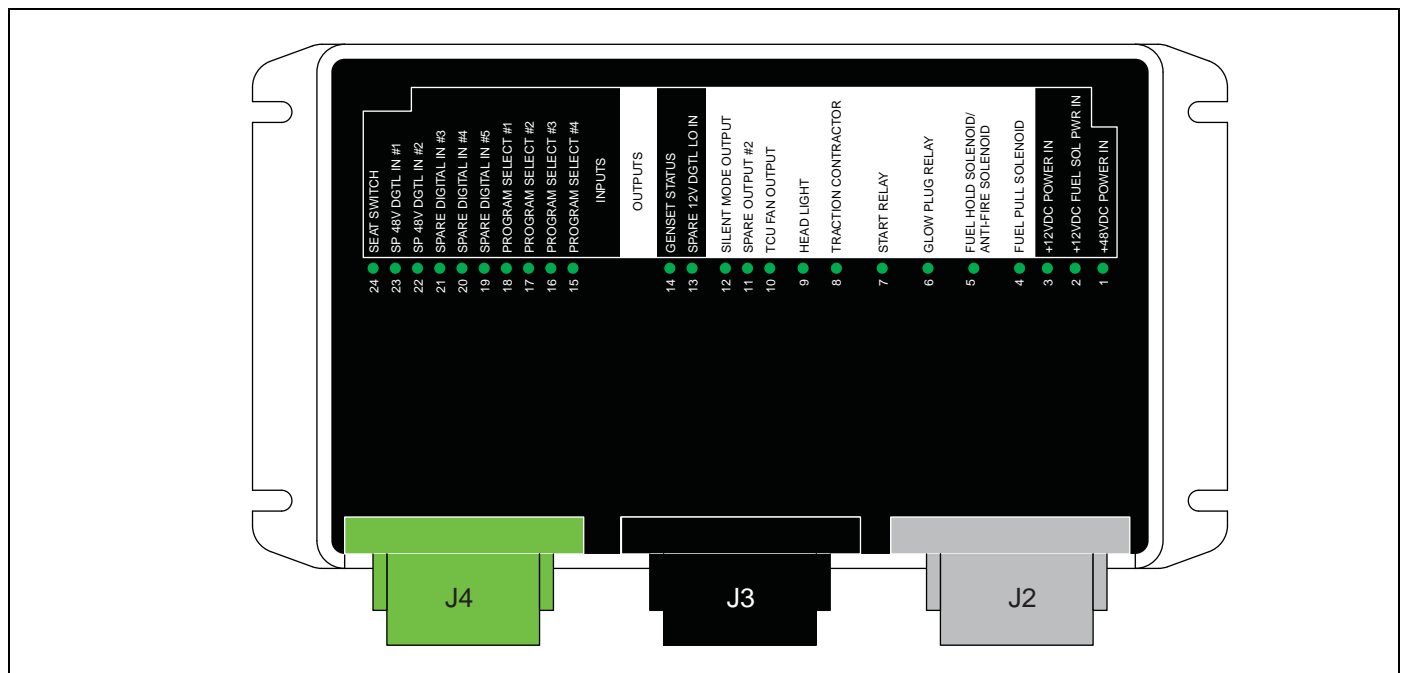 SEAT SWITCH
SP 48V DGTL IN #1
SP 48V DGTL IN #2
SPARE DIGITAL IN #3
SPARE DIGITAL IN #4
SPARE DIGITAL IN #5
PROGRAM SELECT #1
PROGRAM SELECT #2
PROGRAM SELECT #3
PROGRAM SELECT #4
INPUTS
OUTPUTS
GENSET STATUS
SPARE 12V DGTL LO IN
SILENT MODE OUTPUT
SPARE OUTPUT #2
TCU FAN OUTPUT
HEAD LIGHT
TRACTION CONTRACTOR
START RELAY
GLOW PLUG RELAY
FUEL HOLD SOLENOID/
ANTI-FIRE SOLENOID
FUEL PULL SOLENOID
+12VDC POWER IN
+12VDC FUEL SOL PWR IN
+48VDC POWER IN
24
23
22
21
20
19
18
17
16
15
14
13
12
11
10
9
8
7
6
5
4
3
2
1
J4
J3
J2